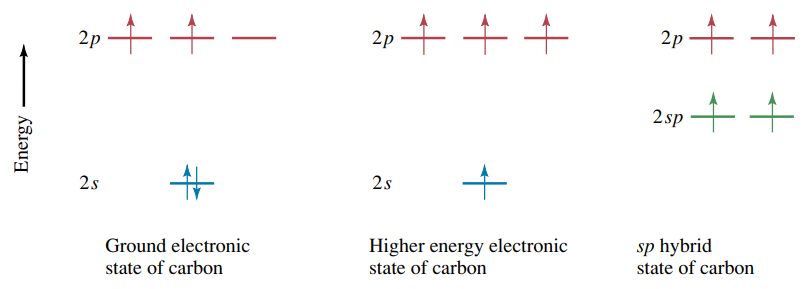 2p
2p
2p
2sp
Energy
2s
2s
Ground electronic
state of carbon
Higher energy electronic
state of carbon
sp hybrid
state of carbon